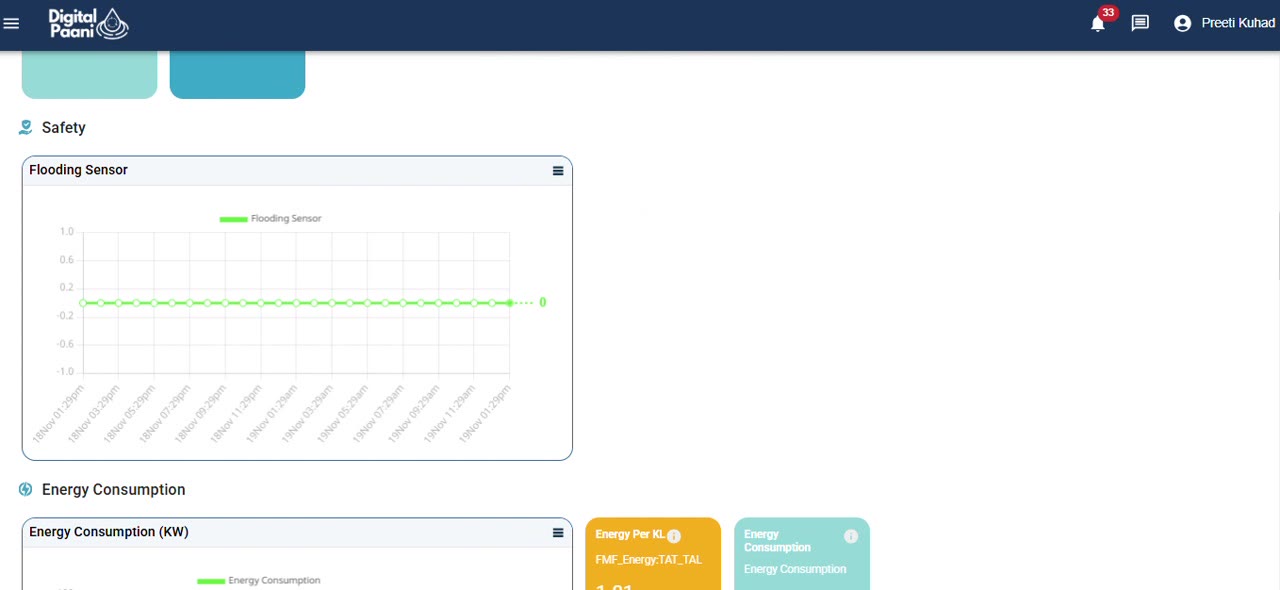 Digital
Paani
33
Preeti Kuhad
Safety
Flooding Sensor
Flooding Sensor
1.0
0.6
0.2
-0.2
-0.6
-1.0
0
18Nov 01:29pm
18Nov 03:29pm
18Nov 05:29pm
18Nov 07:29pm
18Nov 09:29pm
18Nov 11:29pm
19Nov 01:29am
19Nov 03:29am
19Nov 05:29am
19Nov 07:29am
19Nov 09:29am
19Nov 11:29am
19Nov 01:29pm
Energy Consumption
Energy Consumption (KW)
Energy Consumption
Energy Per KL
FMF_Energy:TAT_TAL
Energy
Consumption
Energy Consumption